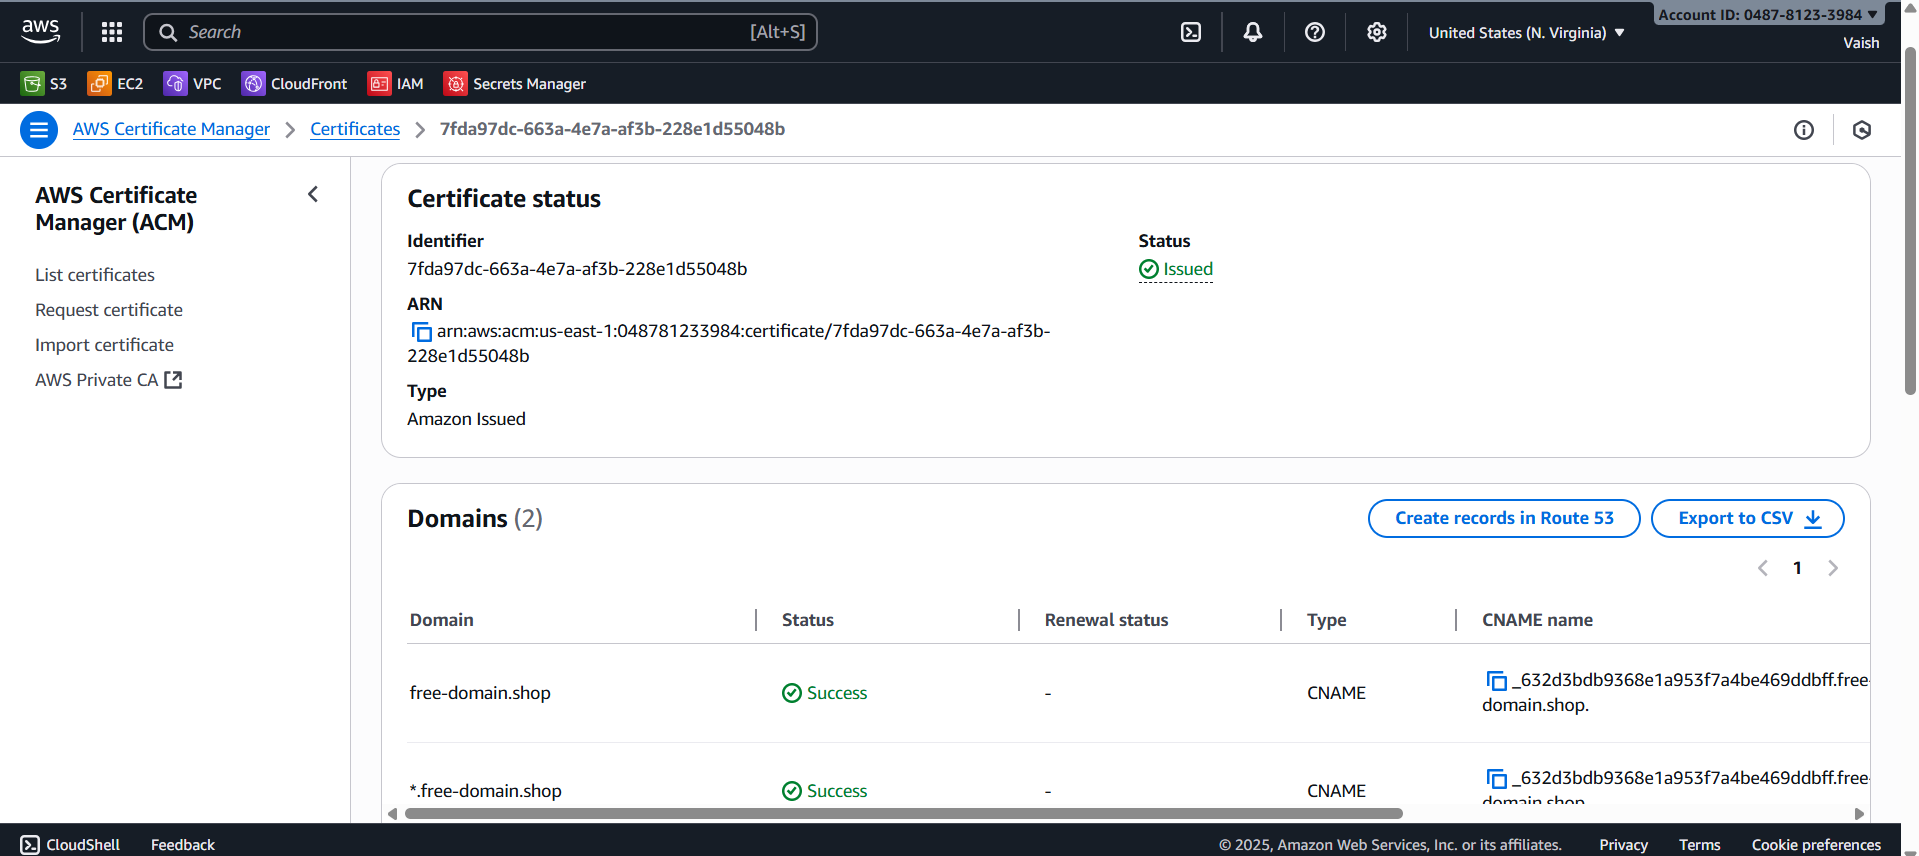 aws
Search
[Alt+S]
United States (N. Virginia)
Account ID: 0487-8123-3984
Vaish
S3
EC2
VPC
CloudFront
IAM
Secrets Manager
AWS Certificate Manager
Certificates
7fda97dc-663a-4e7a-af3b-228e1d55048b
AWS Certificate
Manager (ACM)
List certificates
Request certificate
Import certificate
AWS Private CA
Certificate status
Identifier
7fda97dc-663a-4e7a-af3b-228e1d55048b
Status
Issued
ARN
arn:aws:acm:us-east-1:048781233984:certificate/7fda97dc-663a-4e7a-af3b-
228e1d55048b
Type
Amazon Issued
Domains (2)
Create records in Route 53
Export to CSV
1
Domain
Status
Renewal status
Type
CNAME name
free-domain.shop
Success
-
CNAME
_632d3bdb9368e1a953f7a4be469ddbff.free-
domain.shop.
*.free-domain.shop
Success
-
CNAME
_632d3bdb9368e1a953f7a4be469ddbff.free-
domain.shop
CloudShell
Feedback
© 2025, Amazon Web Services, Inc. or its affiliates.
Privacy
Terms
Cookie preferences